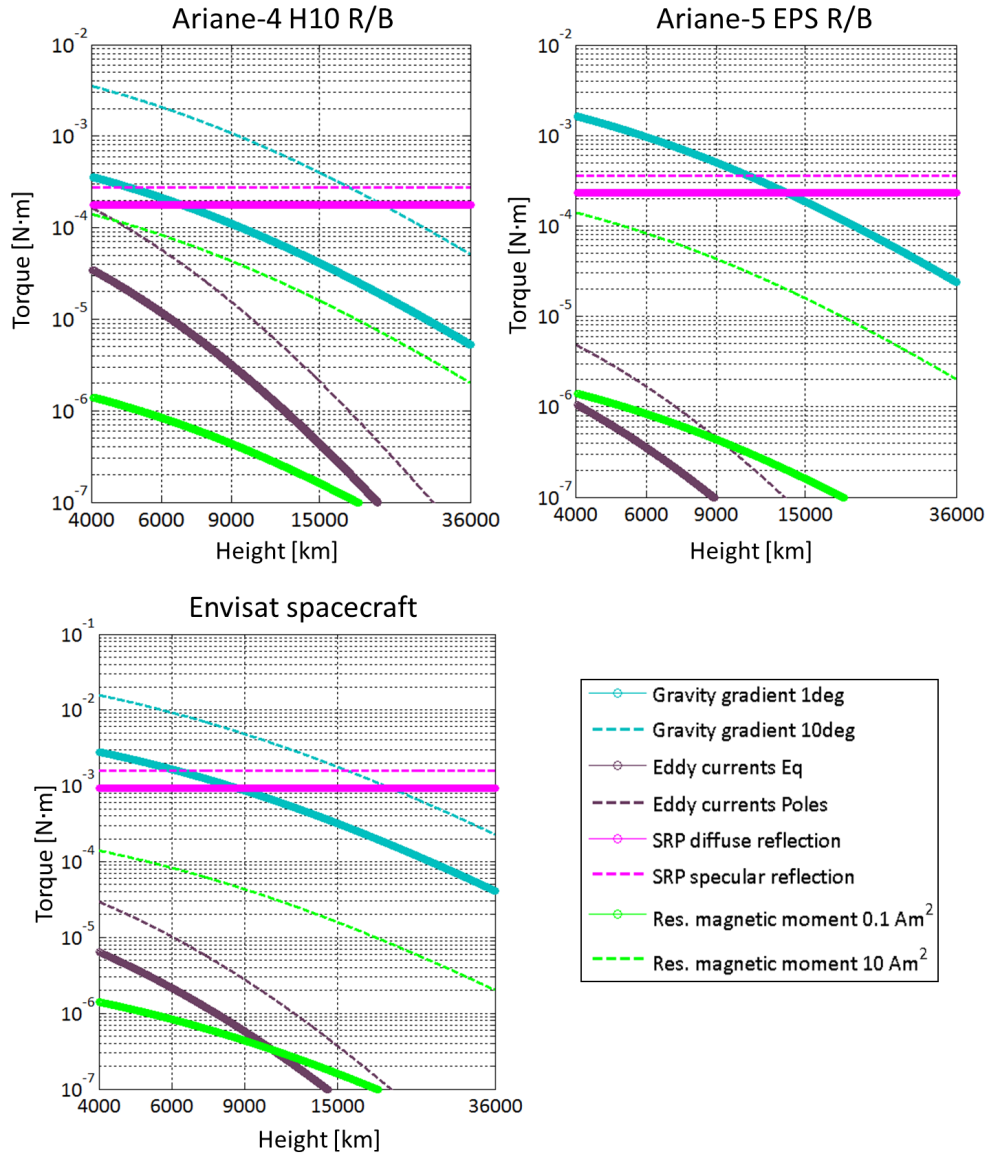 Ariane-4 H10 R/B
10^-2
10^-3
10^-4
10^-5
10^-6
10^-7
Torque [N·m]
4000 6000 9000 15000 36000
Height [km]
Ariane-5 EPS R/B
10^-2
10^-3
10^-4
10^-5
10^-6
10^-7
Torque [N·m]
4000 6000 9000 15000 36000
Height [km]
Envisat spacecraft
10^-1
10^-2
10^-3
10^-4
10^-5
10^-6
10^-7
Torque [N·m]
4000 6000 9000 15000 36000
Height [km]
Gravity gradient 1deg
Gravity gradient 10deg
Eddy currents Eq
Eddy currents Poles
SRP diffuse reflection
SRP specular reflection
Res. magnetic moment 0.1 Am^2
Res. magnetic moment 10 Am^2